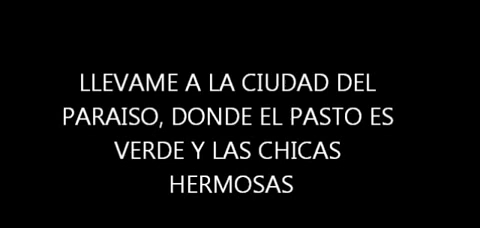 LLEVAME A LA CIUDAD DEL
PARAISO, DONDE EL PASTO ES
VERDE Y LAS CHICAS
HERMOSAS